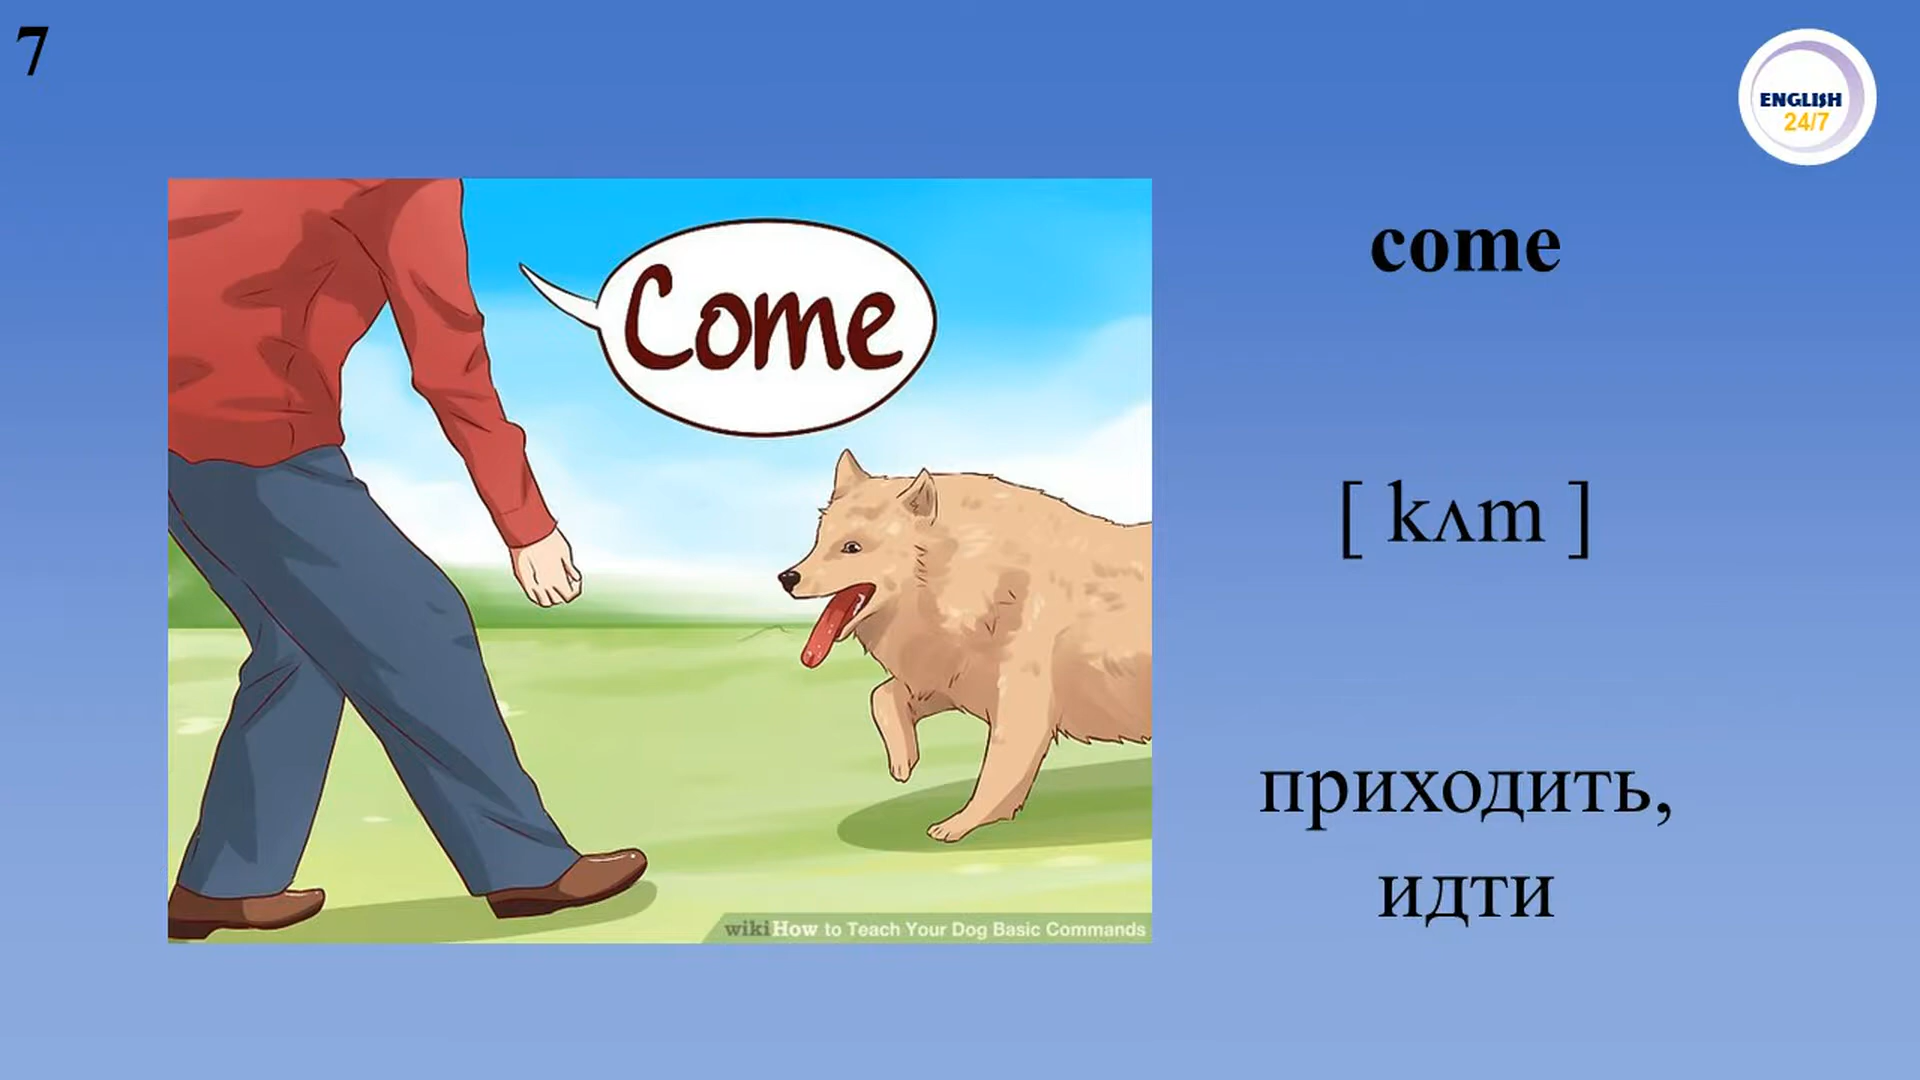 7
ENGLISH
24/7
Come
come
[ kʌm ]
приходить,
идти
wikiHow to Teach Your Dog Basic Commands